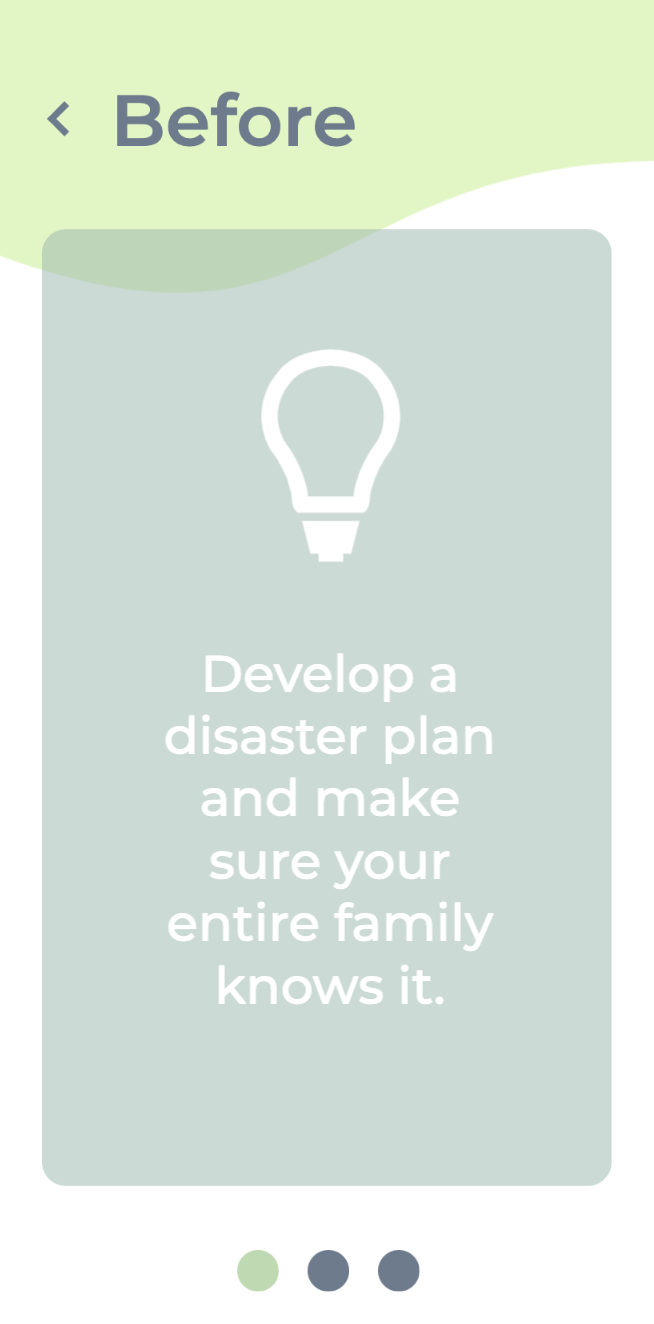 Before
Develop a
disaster plan
and make
sure your
entire family
knows it.